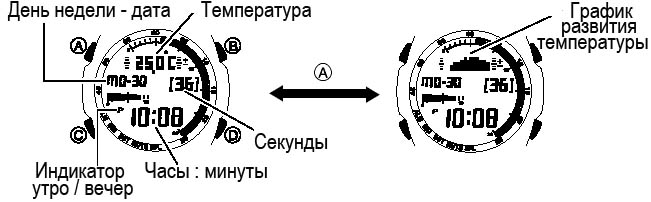 День недели - дата
Температура
График
развития
температуры
A
B
25,0C
MO-30
[36]
P
10:08
C
D
Секунды
Индикатор
утро / вечер
Часы : минуты
A
MO-30
[36]
P
10:08